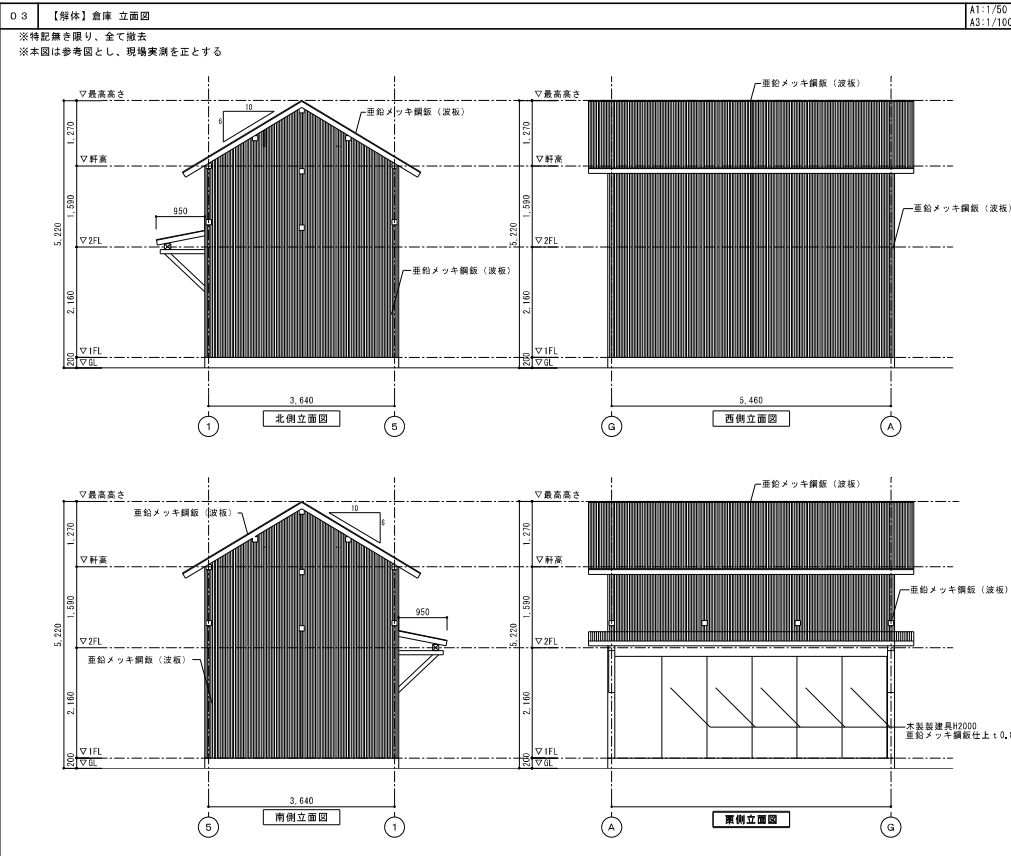 03 【解体】倉庫 立面図
A1:1/50
A3:1/100
※特記無き限り、全て撤去
※本図は参考図とし、現場実測を正とする
▽最高高さ
10
6
亜鉛メッキ鋼鈑(波板)
1,270
▽軒高
950
1,590
5,220
▽2FL
亜鉛メッキ鋼鈑(波板)
2,160
▽1FL
200
▽GL
3,640
北側立面図
1
5
▽最高高さ
亜鉛メッキ鋼鈑(波板)
1,270
▽軒高
1,590
亜鉛メッキ鋼鈑(波板)
5,220
▽2FL
2,160
▽1FL
200
▽GL
5,460
西側立面図
G
A
▽最高高さ
亜鉛メッキ鋼鈑(波板)
10
6
1,270
▽軒高
1,590
950
5,220
▽2FL
亜鉛メッキ鋼鈑(波板)
2,160
▽1FL
200
▽GL
3,640
南側立面図
5
1
▽最高高さ
亜鉛メッキ鋼鈑(波板)
1,270
▽軒高
亜鉛メッキ鋼鈑(波板)
1,590
5,220
▽2FL
2,160
木製製建具H2000
亜鉛メッキ鋼鈑仕上 t0.8
▽1FL
200
▽GL
東側立面図
A
G